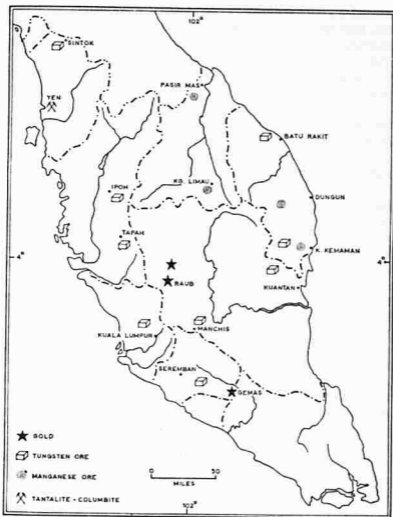 102°
SINTOK
PASIR MAS
YEN
BATU RAKIT
KG. LIMAU
IPOH
DUNGUN
TAPAH
K. KEMAMAN
4°
4°
RAUB
KUANTAN
MANCHIS
KUALA LUMPUR
SEREMBAN
GEMAS
GOLD
TUNGSTEN ORE
MANGANESE ORE
TANTALITE - COLUMBITE
0 50
MILES
102°